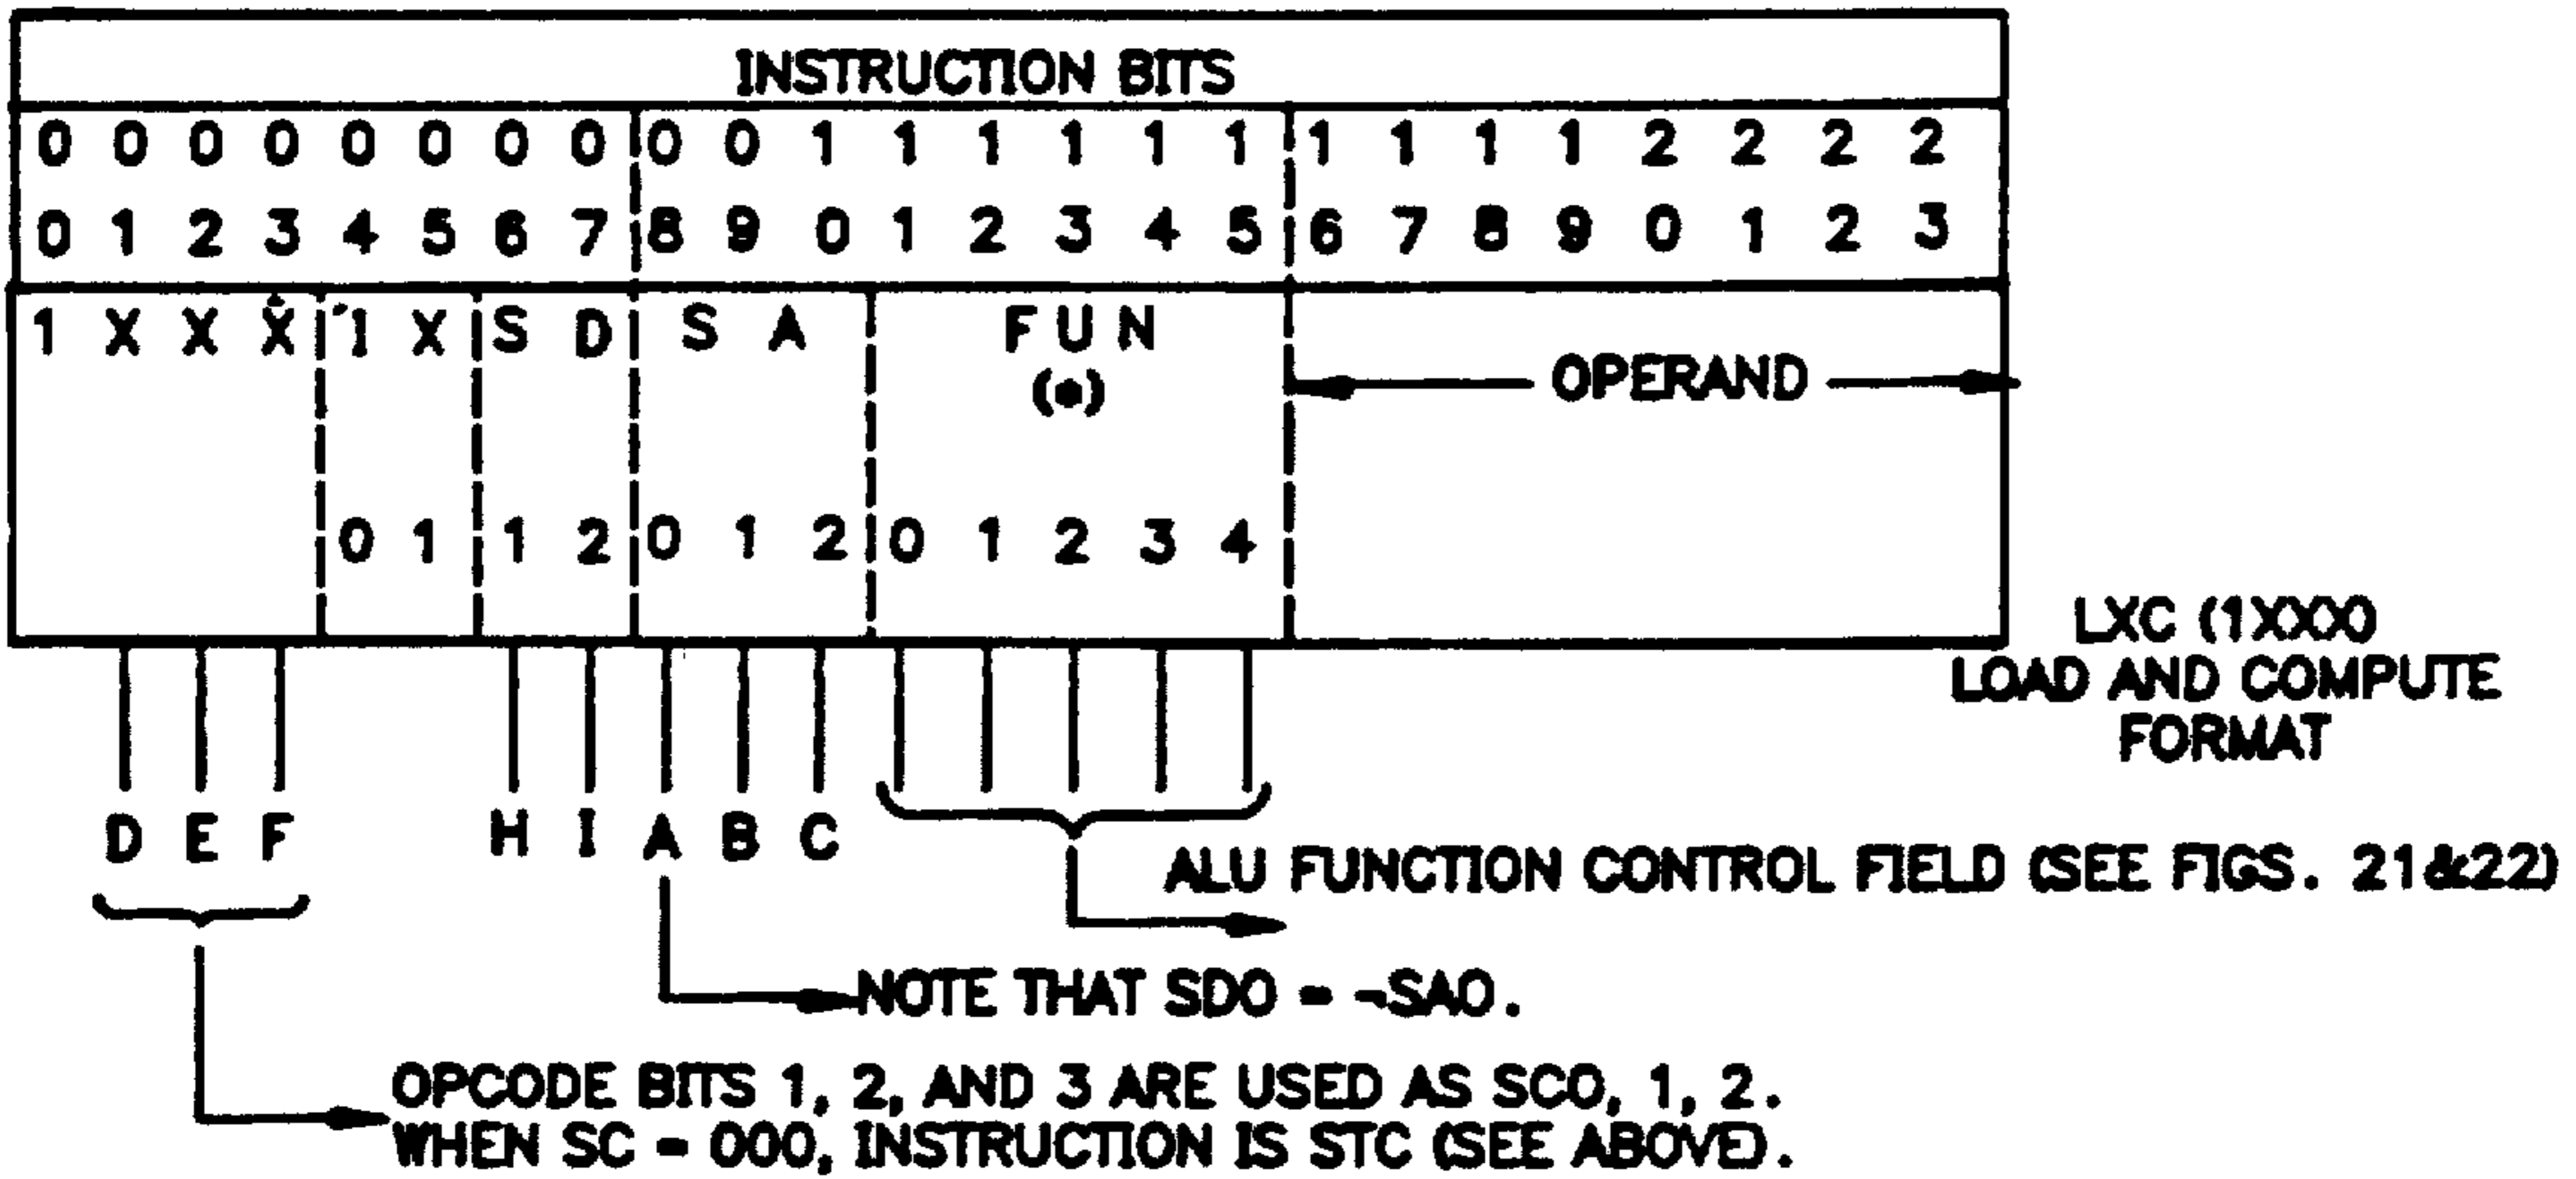 INSTRUCTION BITS
0 0 0 0 0 0 0 0 0 0 1 1 1 1 1 1 1 1 1 1 2 2 2 2
0 1 2 3 4 5 6 7 8 9 0 1 2 3 4 5 6 7 8 9 0 1 2 3
1 X X X 1 X S D S A F U N
(*)
OPERAND
0 1 1 2 0 1 2 0 1 2 3 4
LXC (1XXX)
LOAD AND COMPUTE
FORMAT
D E F H I A B C
ALU FUNCTION CONTROL FIELD (SEE FIGS. 21&22)
NOTE THAT SD0 = ¬SA0.
OPCODE BITS 1, 2, AND 3 ARE USED AS SC0, 1, 2.
WHEN SC = 000, INSTRUCTION IS STC (SEE ABOVE).